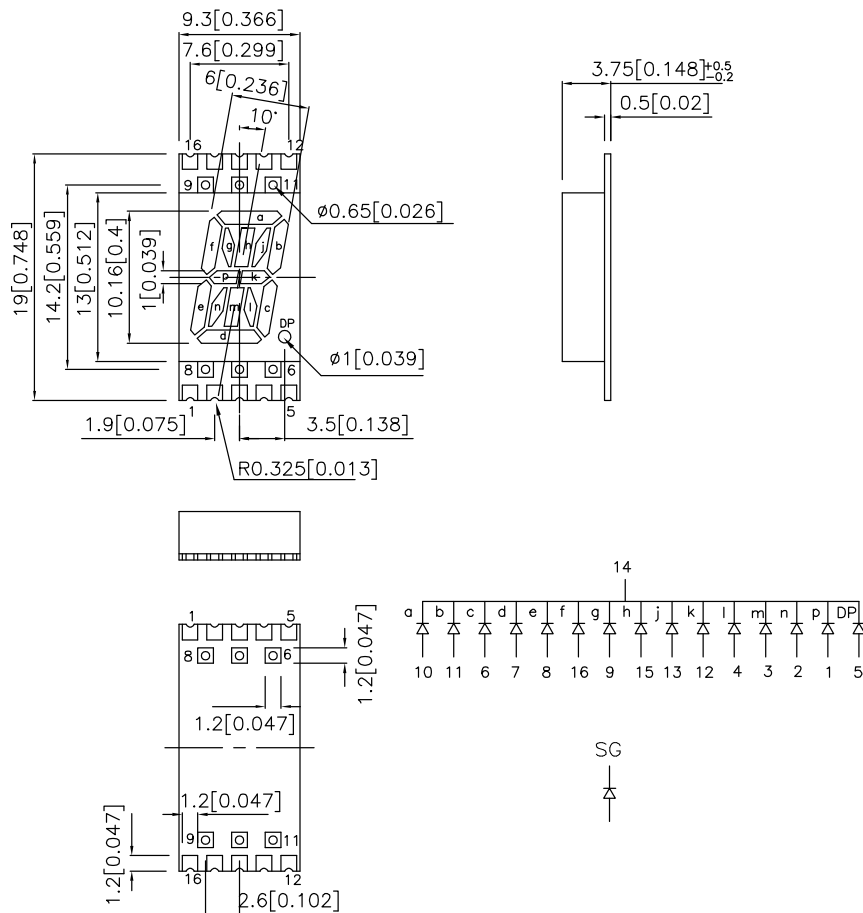 9.3[0.366]
7.6[0.299]
6[0.236]
10°
16 12
9 11
ø0.65[0.026]
a
f g h j b
p k
e n m l c
d
DP
19[0.748]
14.2[0.559]
13[0.512]
10.16[0.4]
1[0.039]
8 6
ø1[0.039]
1 5
1.9[0.075]
3.5[0.138]
R0.325[0.013]
3.75[0.148]+0.5 -0.2
0.5[0.02]
1 5
8 6
1.2[0.047]
1.2[0.047]
1.2[0.047]
9 11
1.2[0.047]
16 12
2.6[0.102]
14
a b c d e f g h j k l m n p DP
10 11 6 7 8 16 9 15 13 12 4 3 2 1 5
SG